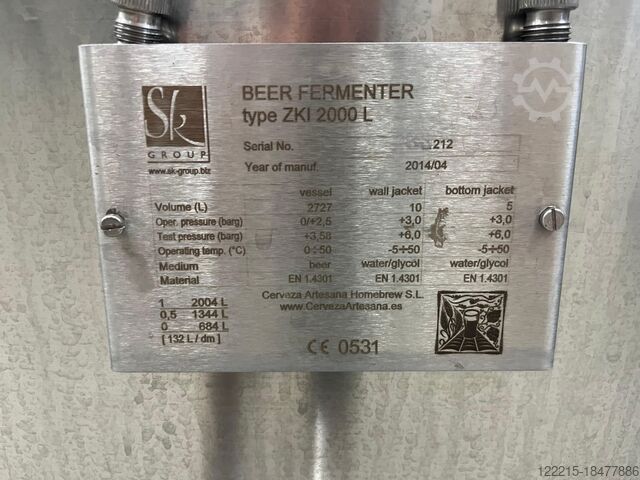 Sk
GROUP
www.sk-group.biz
BEER FERMENTER
type ZKI 2000 L
Serial No. 212
Year of manuf. 2014/04
vessel wall jacket bottom jacket
Volume (L) 2727 10 5
Oper. pressure (barg) 0/+2,5 +3,0 +3,0
Test pressure (barg) +3,58 +6,0 +6,0
Operating temp. (°C) 0÷50 -5÷50 -5÷50
Medium beer water/glycol water/glycol
Material EN 1.4301 EN 1.4301 EN 1.4301
1 2004 L
0,5 1344 L
0 684 L
[ 132 L / dm ]
Cerveza Artesana Homebrew S.L.
www.CervezaArtesana.es
CE 0531
122215-18477886